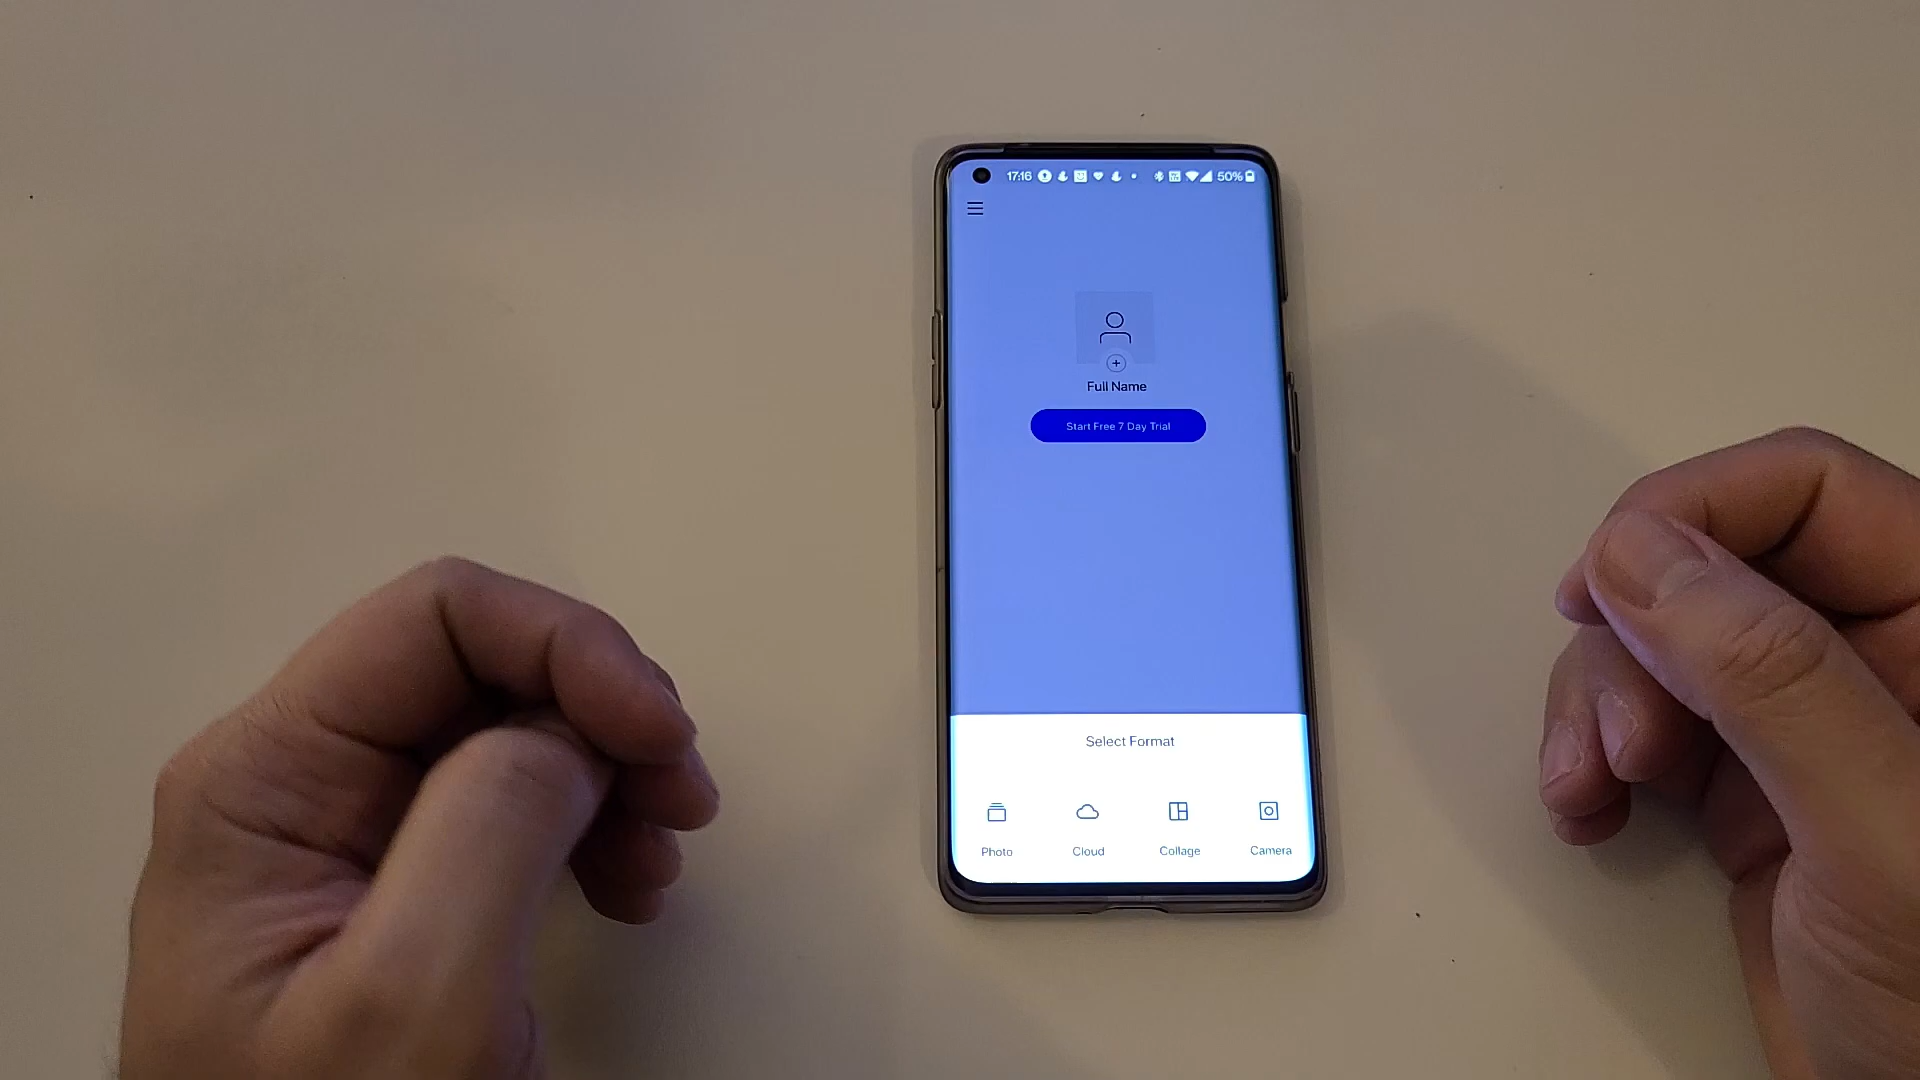 17:16 50%
Full Name
Start Free 7 Day Trial
Select Format
Photo Cloud Collage Camera